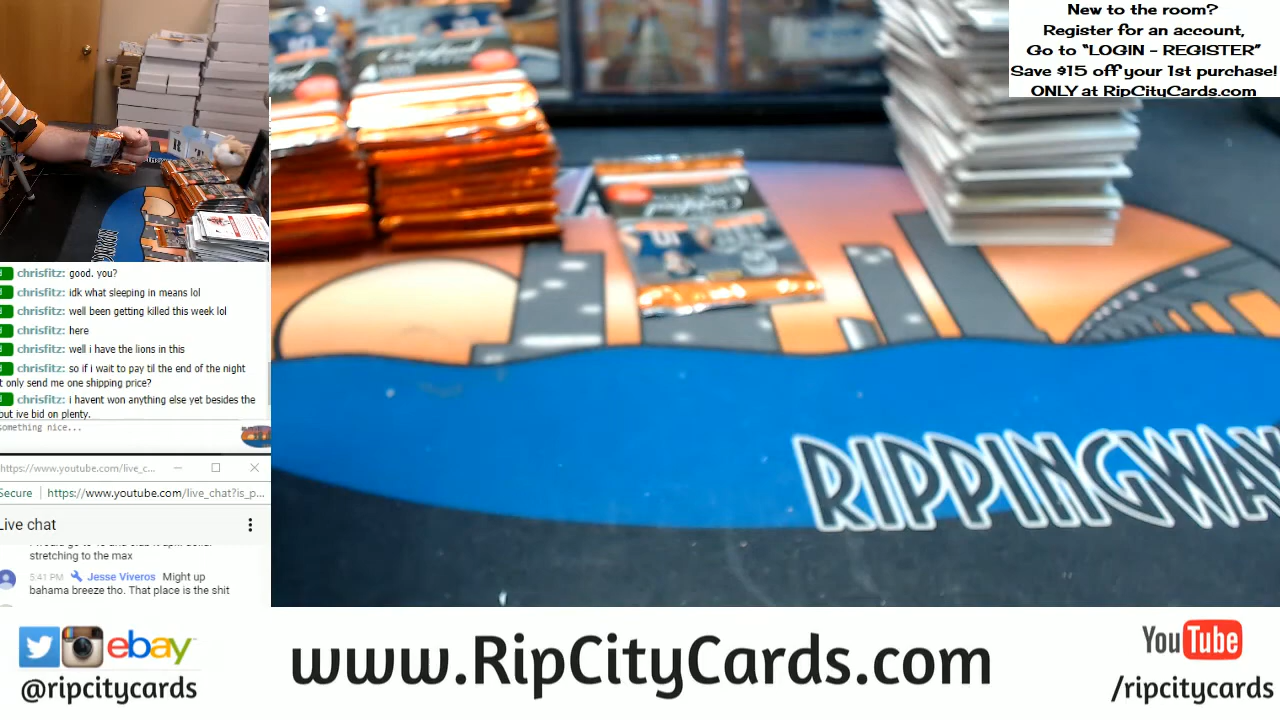 New to the room?
Register for an account,
Go to “LOGIN - REGISTER”
Save $15 off your 1st purchase!
ONLY at RipCityCards.com
chrisfitz: good. you?
chrisfitz: idk what sleeping in means lol
chrisfitz: well been getting killed this week lol
chrisfitz: here
chrisfitz: well i have the lions in this
chrisfitz: so if i wait to pay til the end of the night
t only send me one shipping price?
chrisfitz: i havent won anything else yet besides the
but ive bid on plenty.
something nice...
https://www.youtube.com/live_c...
Secure https://www.youtube.com/live_chat?is_p...
Live chat
stretching to the max
5:41 PM Jesse Viveros Might up
bahama breeze tho. That place is the shit
Certified
RIPPINGWA
ebay
@ripcitycards
www.RipCityCards.com
YouTube
/ripcitycards